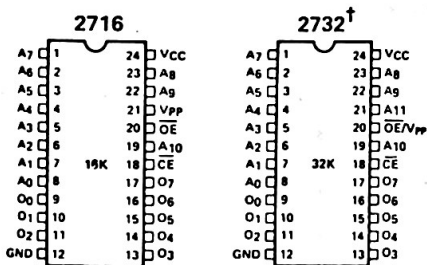 2716 2732†
A7 1 24 VCC A7 1 24 VCC
A6 2 23 A8 A6 2 23 A8
A5 3 22 A9 A5 3 22 A9
A4 4 21 VPP A4 4 21 A11
A3 5 20 O̅E̅ A3 5 20 O̅E̅/VPP
A2 6 19 A10 A2 6 19 A10
A1 7 16K 18 C̅E̅ A1 7 32K 18 C̅E̅
A0 8 17 O7 A0 8 17 O7
O0 9 16 O6 O0 9 16 O6
O1 10 15 O5 O1 10 15 O5
O2 11 14 O4 O2 11 14 O4
GND 12 13 O3 GND 12 13 O3